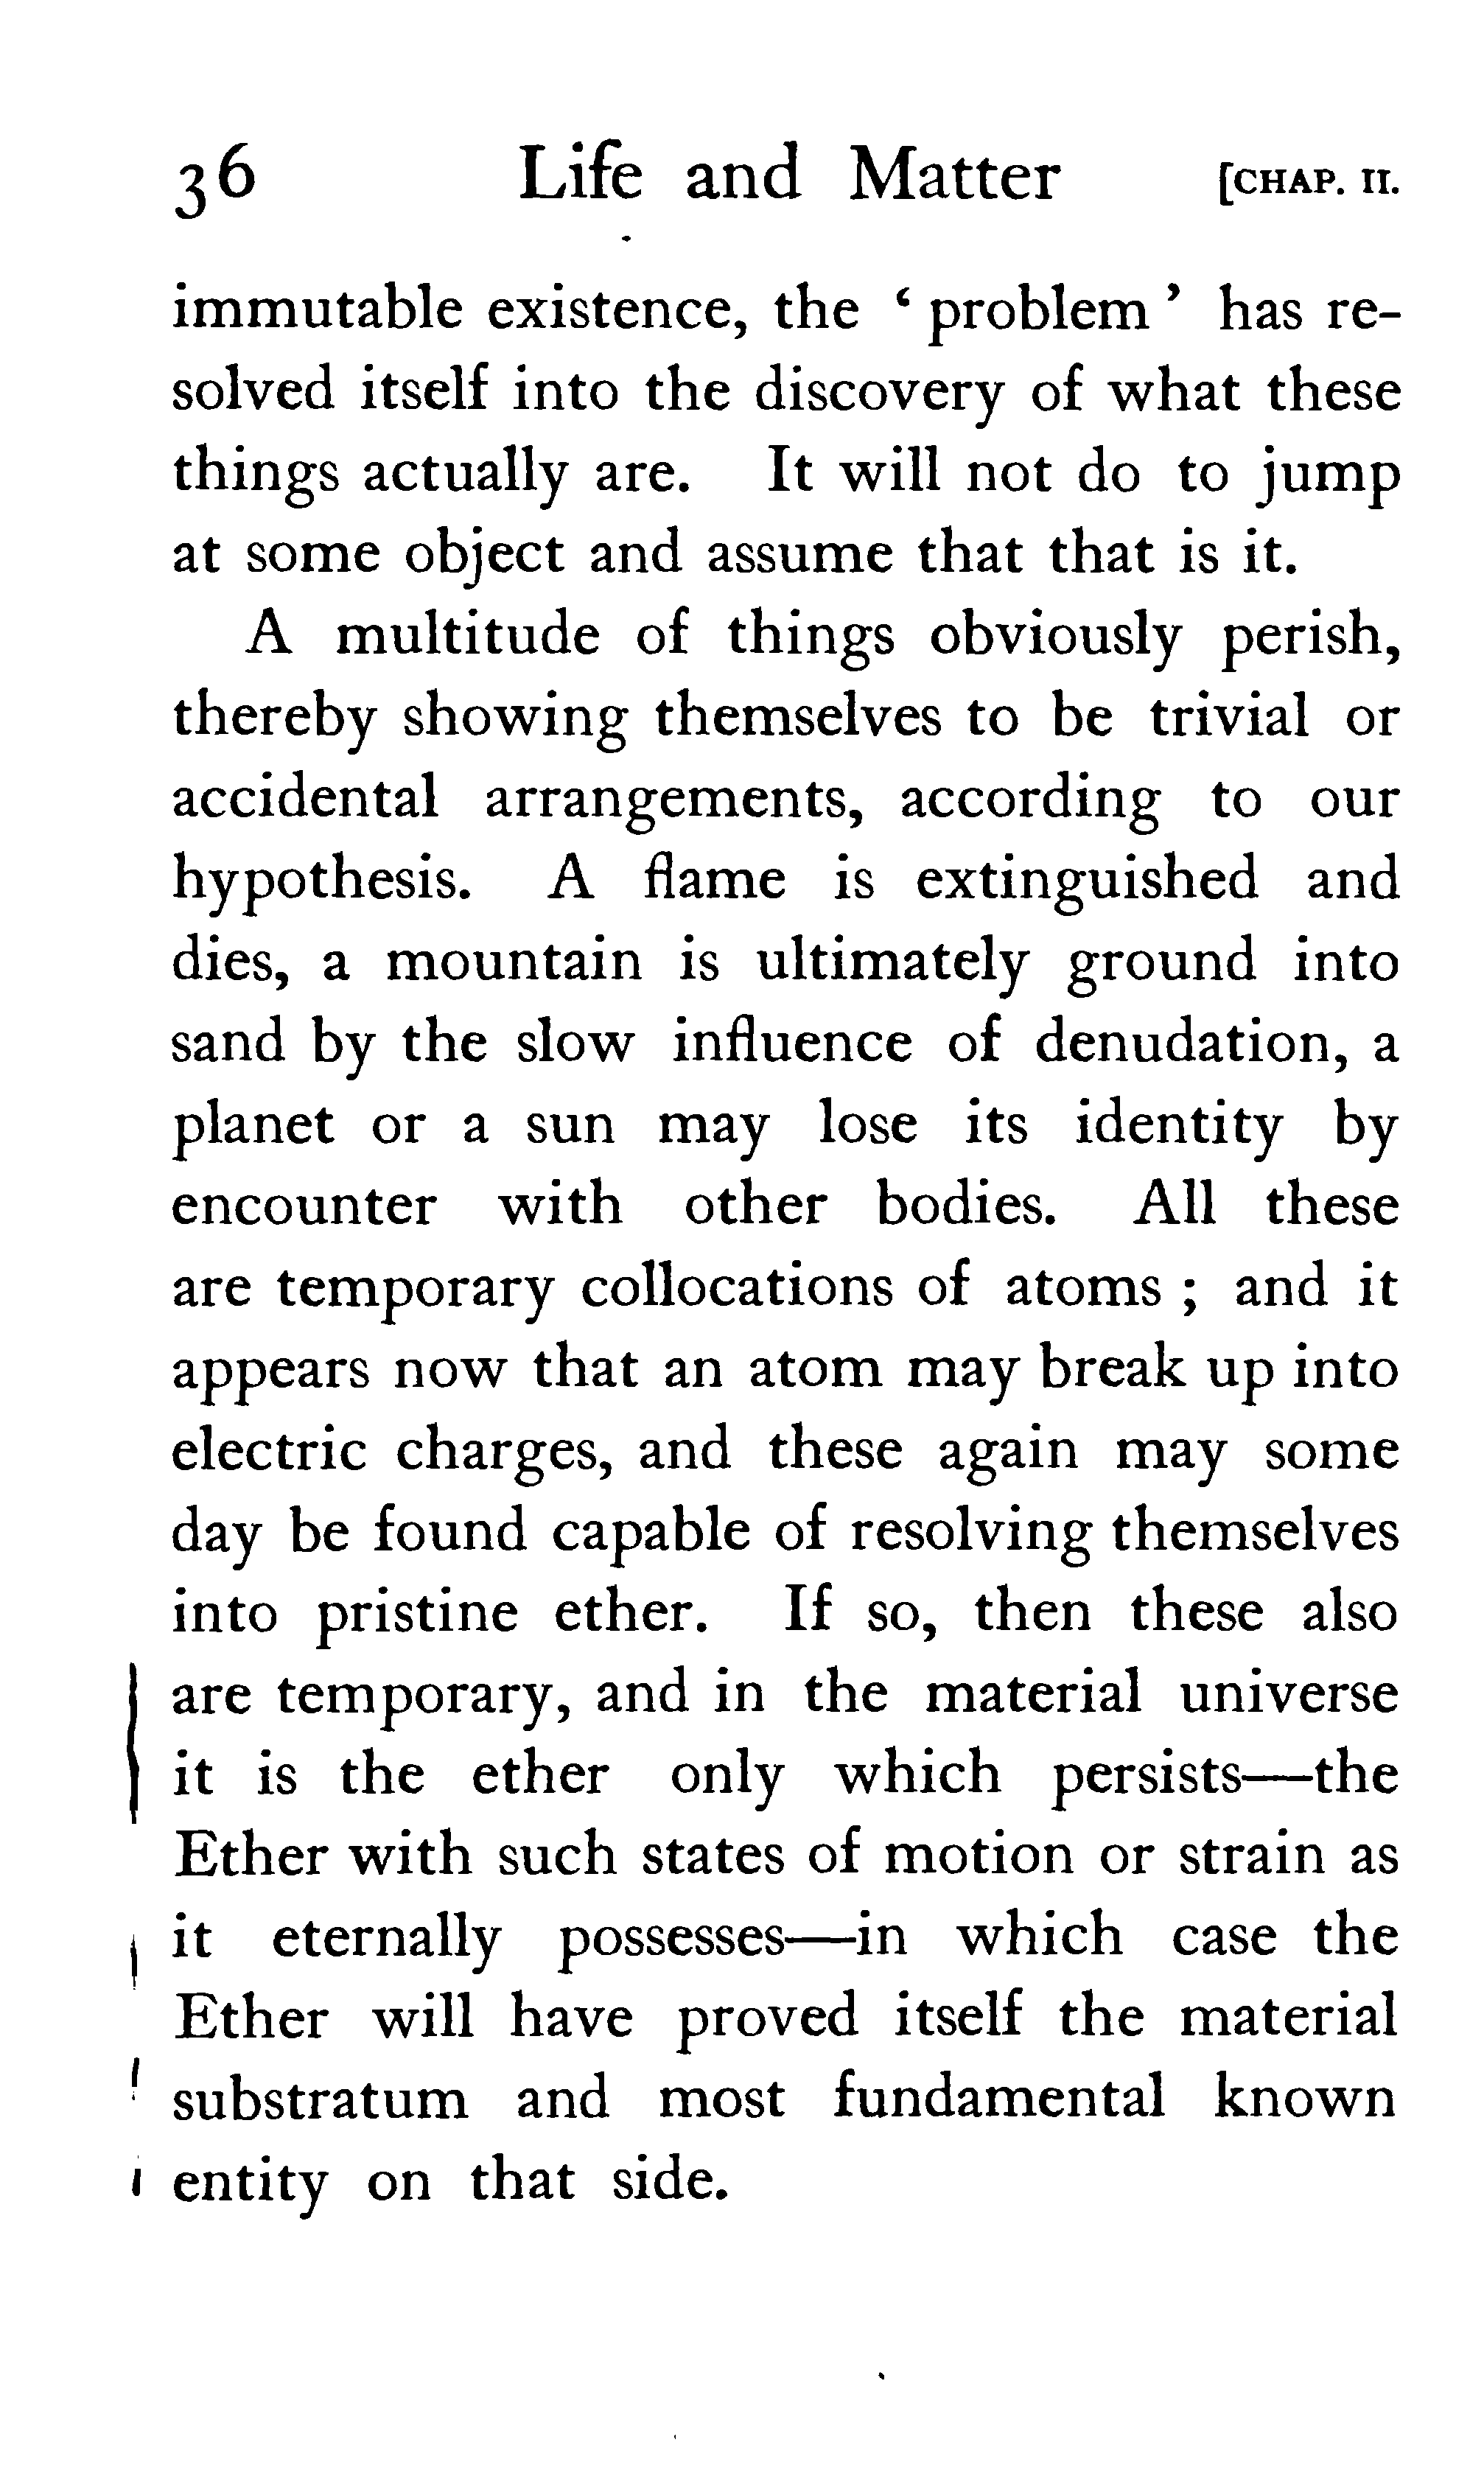 36 Life and Matter [CHAP. II.
immutable existence, the ‘ problem ’ has re-
solved itself into the discovery of what these
things actually are. It will not do to jump
at some object and assume that that is it.
A multitude of things obviously perish,
thereby showing themselves to be trivial or
accidental arrangements, according to our
hypothesis. A flame is extinguished and
dies, a mountain is ultimately ground into
sand by the slow influence of denudation, a
planet or a sun may lose its identity by
encounter with other bodies. All these
are temporary collocations of atoms ; and it
appears now that an atom may break up into
electric charges, and these again may some
day be found capable of resolving themselves
into pristine ether. If so, then these also
are temporary, and in the material universe
it is the ether only which persists—the
Ether with such states of motion or strain as
it eternally possesses—in which case the
Ether will have proved itself the material
substratum and most fundamental known
entity on that side.